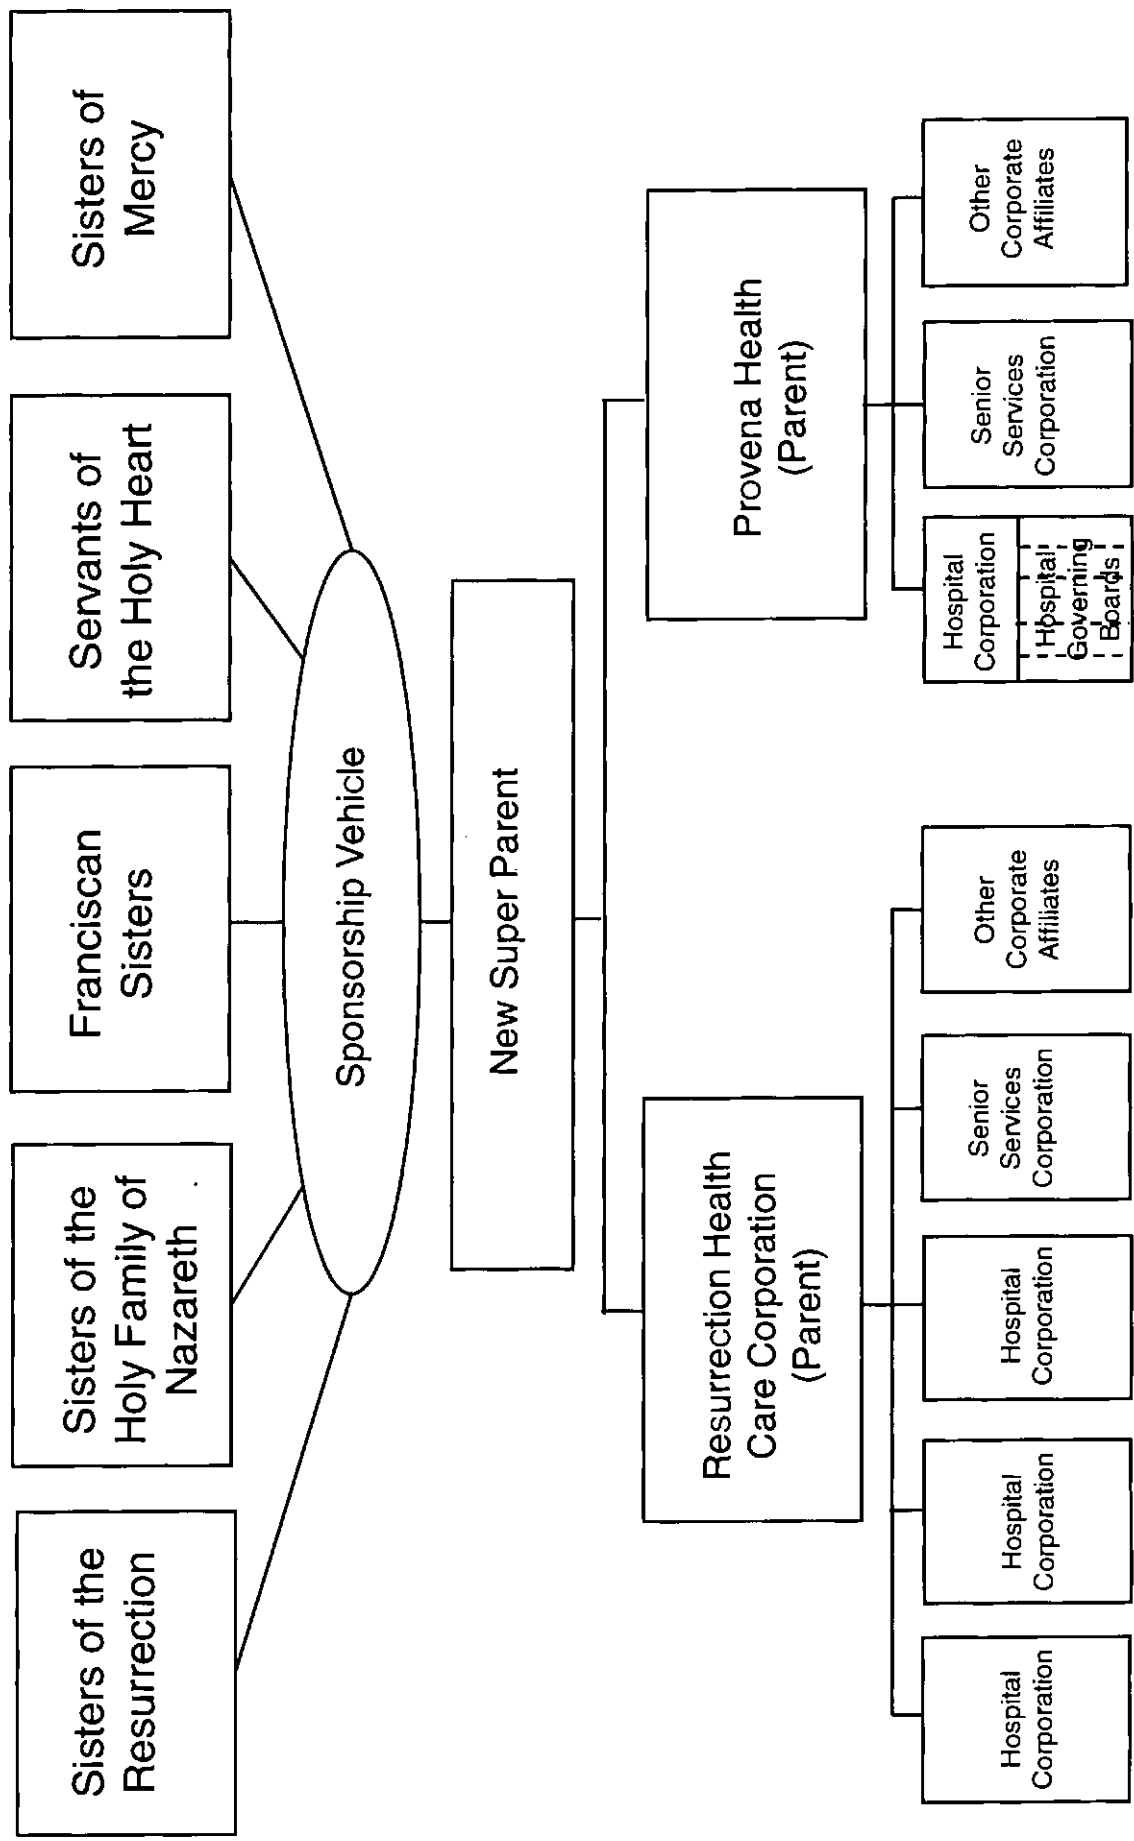 Sisters of the
Resurrection
Sisters of the
Holy Family of
Nazareth
Franciscan
Sisters
Servants of
the Holy Heart
Sisters of
Mercy
Sponsorship Vehicle
New Super Parent
Resurrection Health
Care Corporation
(Parent)
Provena Health
(Parent)
Hospital
Corporation
Hospital
Corporation
Hospital
Corporation
Senior
Services
Corporation
Other
Corporate
Affiliates
Hospital
Corporation
Hospital
Governing
Boards
Senior
Services
Corporation
Other
Corporate
Affiliates